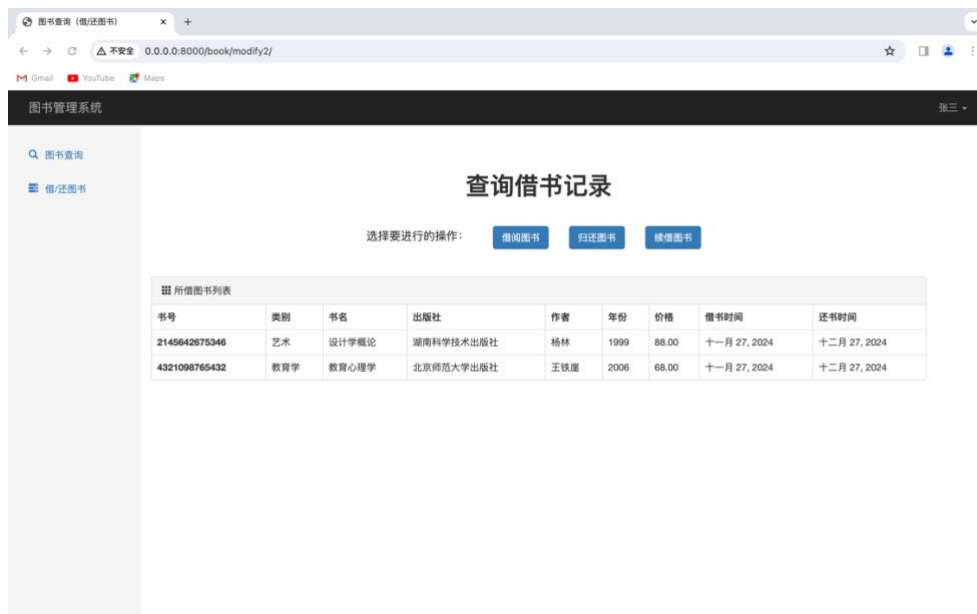 图书查询（借/还图书）
不安全 0.0.0.0:8000/book/modify2/
Gmail YouTube Maps
图书管理系统 张三
图书查询
借/还图书
查询借书记录
选择要进行的操作： 借阅图书 归还图书 续借图书
所借图书列表
书号 类别 书名 出版社 作者 年份 价格 借书时间 还书时间
2145642675346 艺术 设计学概论 湖南科学技术出版社 杨林 1999 88.00 十一月 27, 2024 十二月 27, 2024
4321098765432 教育学 教育心理学 北京师范大学出版社 王铁崖 2006 68.00 十一月 27, 2024 十二月 27, 2024